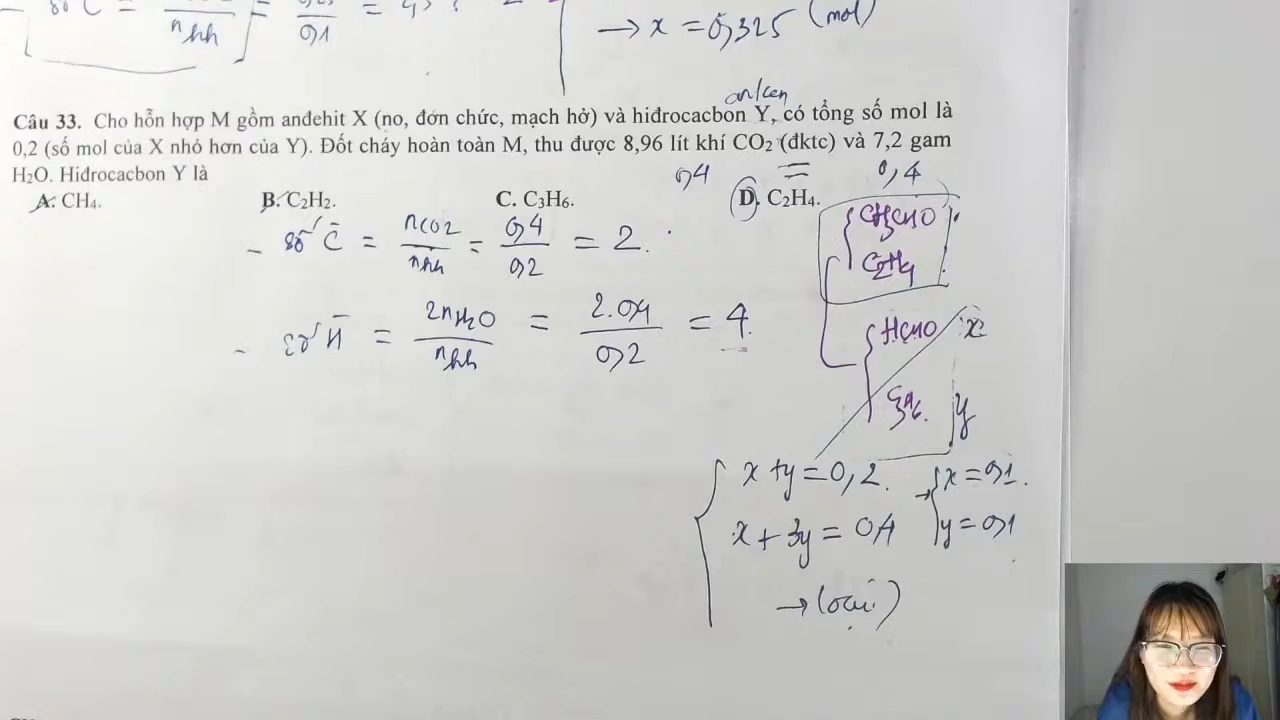 n hh
0,1
→ x = 0,325 (mol)
anken
Câu 33. Cho hỗn hợp M gồm anđehit X (no, đơn chức, mạch hở) và hiđrocacbon Y, có tổng số mol là
0,2 (số mol của X nhỏ hơn của Y). Đốt cháy hoàn toàn M, thu được 8,96 lít khí CO2 (đktc) và 7,2 gam
H2O. Hiđrocacbon Y là
0,4
0,4
A. CH4. B. C2H2. C. C3H6. D. C2H4.
- số C̄ = nCO2 / nhh = 0,4 / 0,2 = 2.
CH3CHO
C2H4
- số H̄ = 2nH2O / nhh = 2.0,4 / 0,2 = 4
HCHO x
C3H6. y
x + y = 0,2. → x = 0,1.
x + 3y = 0,4 y = 0,1
→ (loại)